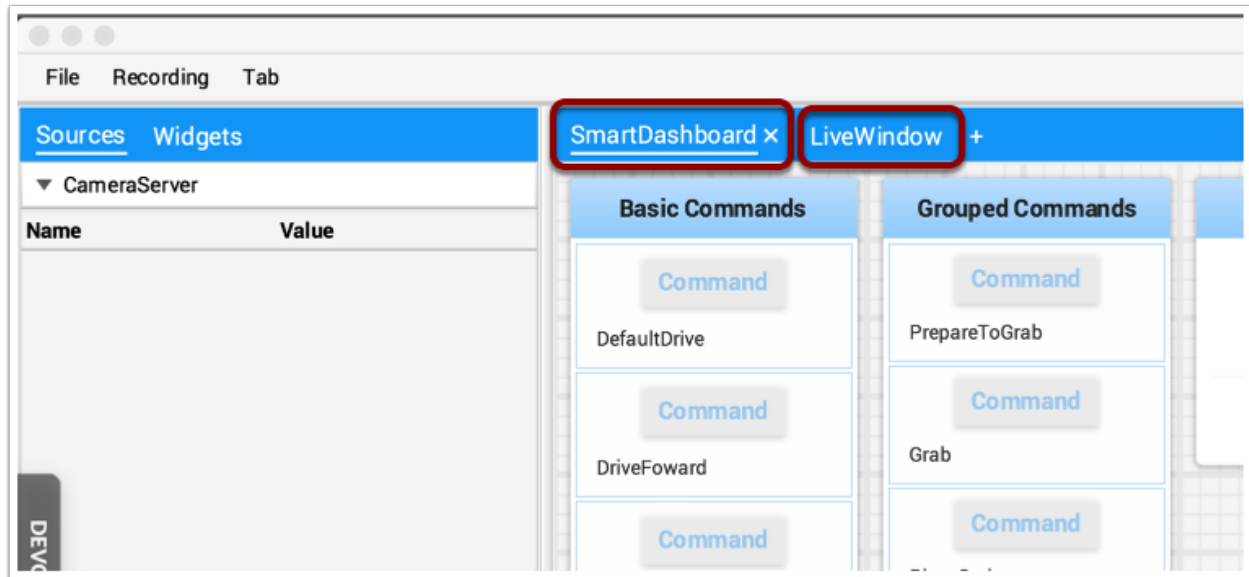 File Recording Tab
Sources Widgets
SmartDashboard × LiveWindow +
▼ CameraServer
Name Value
Basic Commands
Command
DefaultDrive
Command
DriveFoward
Command
Grouped Commands
Command
PrepareToGrab
Command
Grab
Command
DEVO